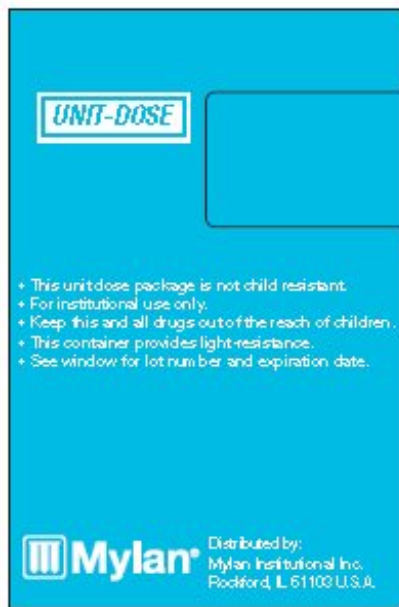 UNIT-DOSE
• This unit dose package is not child resistant.
• For institutional use only.
• Keep this and all drugs out of the reach of children.
• This container provides light-resistance.
• See window for lot number and expiration date.
Mylan®
Distributed by:
Mylan Institutional Inc.
Rockford, IL 61103 U.S.A.